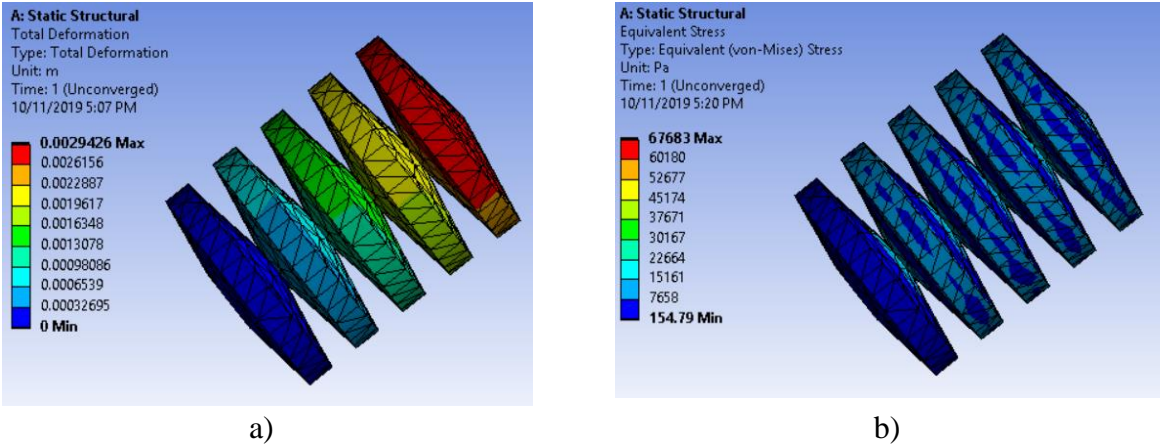 A: Static Structural
Total Deformation
Type: Total Deformation
Unit: m
Time: 1 (Unconverged)
10/11/2019 5:07 PM
0.0029426 Max
0.0026156
0.0022887
0.0019617
0.0016348
0.0013078
0.00098086
0.0006539
0.00032695
0 Min
a)
A: Static Structural
Equivalent Stress
Type: Equivalent (von-Mises) Stress
Unit: Pa
Time: 1 (Unconverged)
10/11/2019 5:20 PM
67683 Max
60180
52677
45174
37671
30167
22664
15161
7658
154.79 Min
b)